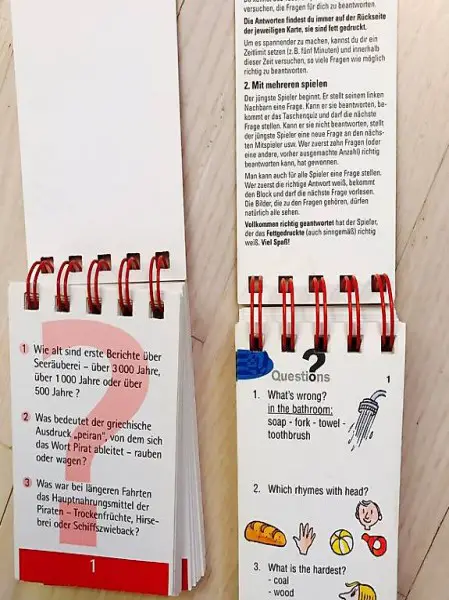 1 Wie alt sind erste Berichte über
Seeräuberei – über 3 000 Jahre,
über 1 000 Jahre oder über
500 Jahre ?
2 Was bedeutet der griechische
Ausdruck „peiran", von dem sich
das Wort Pirat ableitet – rauben
oder wagen?
3 Was war bei längeren Fahrten
das Hauptnahrungsmittel der
Piraten – Trockenfrüchte, Hirse-
brei oder Schiffszwieback?
1
versuchen, die Fragen für dich zu beantworten.
Die Antworten findest du immer auf der Rückseite
der jeweiligen Karte, sie sind fett gedruckt.
Um es spannender zu machen, kannst du dir ein
Zeitlimit setzen (z.B. fünf Minuten) und innerhalb
dieser Zeit versuchen, so viele Fragen wie möglich
richtig zu beantworten.
2. Mit mehreren spielen
Der jüngste Spieler beginnt. Er stellt seinem linken
Nachbarn eine Frage. Kann er sie beantworten, be-
kommt er das Taschenquiz und darf die nächste
Frage stellen. Kann er sie nicht beantworten, stellt
der jüngste Spieler eine neue Frage an den nächs-
ten Mitspieler usw. Wer zuerst zehn Fragen (oder
eine andere, vorher ausgemachte Anzahl) richtig
beantworten kann, hat gewonnen.
Man kann auch für alle Spieler eine Frage stellen.
Wer zuerst die richtige Antwort weiß, bekommt
den Block und darf die nächste Frage vorlesen.
Die Bilder, die zu den Fragen gehören, dürfen
natürlich alle sehen.
Vollkommen richtig geantwortet hat der Spieler,
der das Fettgedruckte (auch sinngemäß) richtig
weiß. Viel Spaß!
?
Questions
1
1. What's wrong?
in the bathroom:
soap - fork - towel -
toothbrush
2. Which rhymes with head?
3. What is the hardest?
- coal
- wood